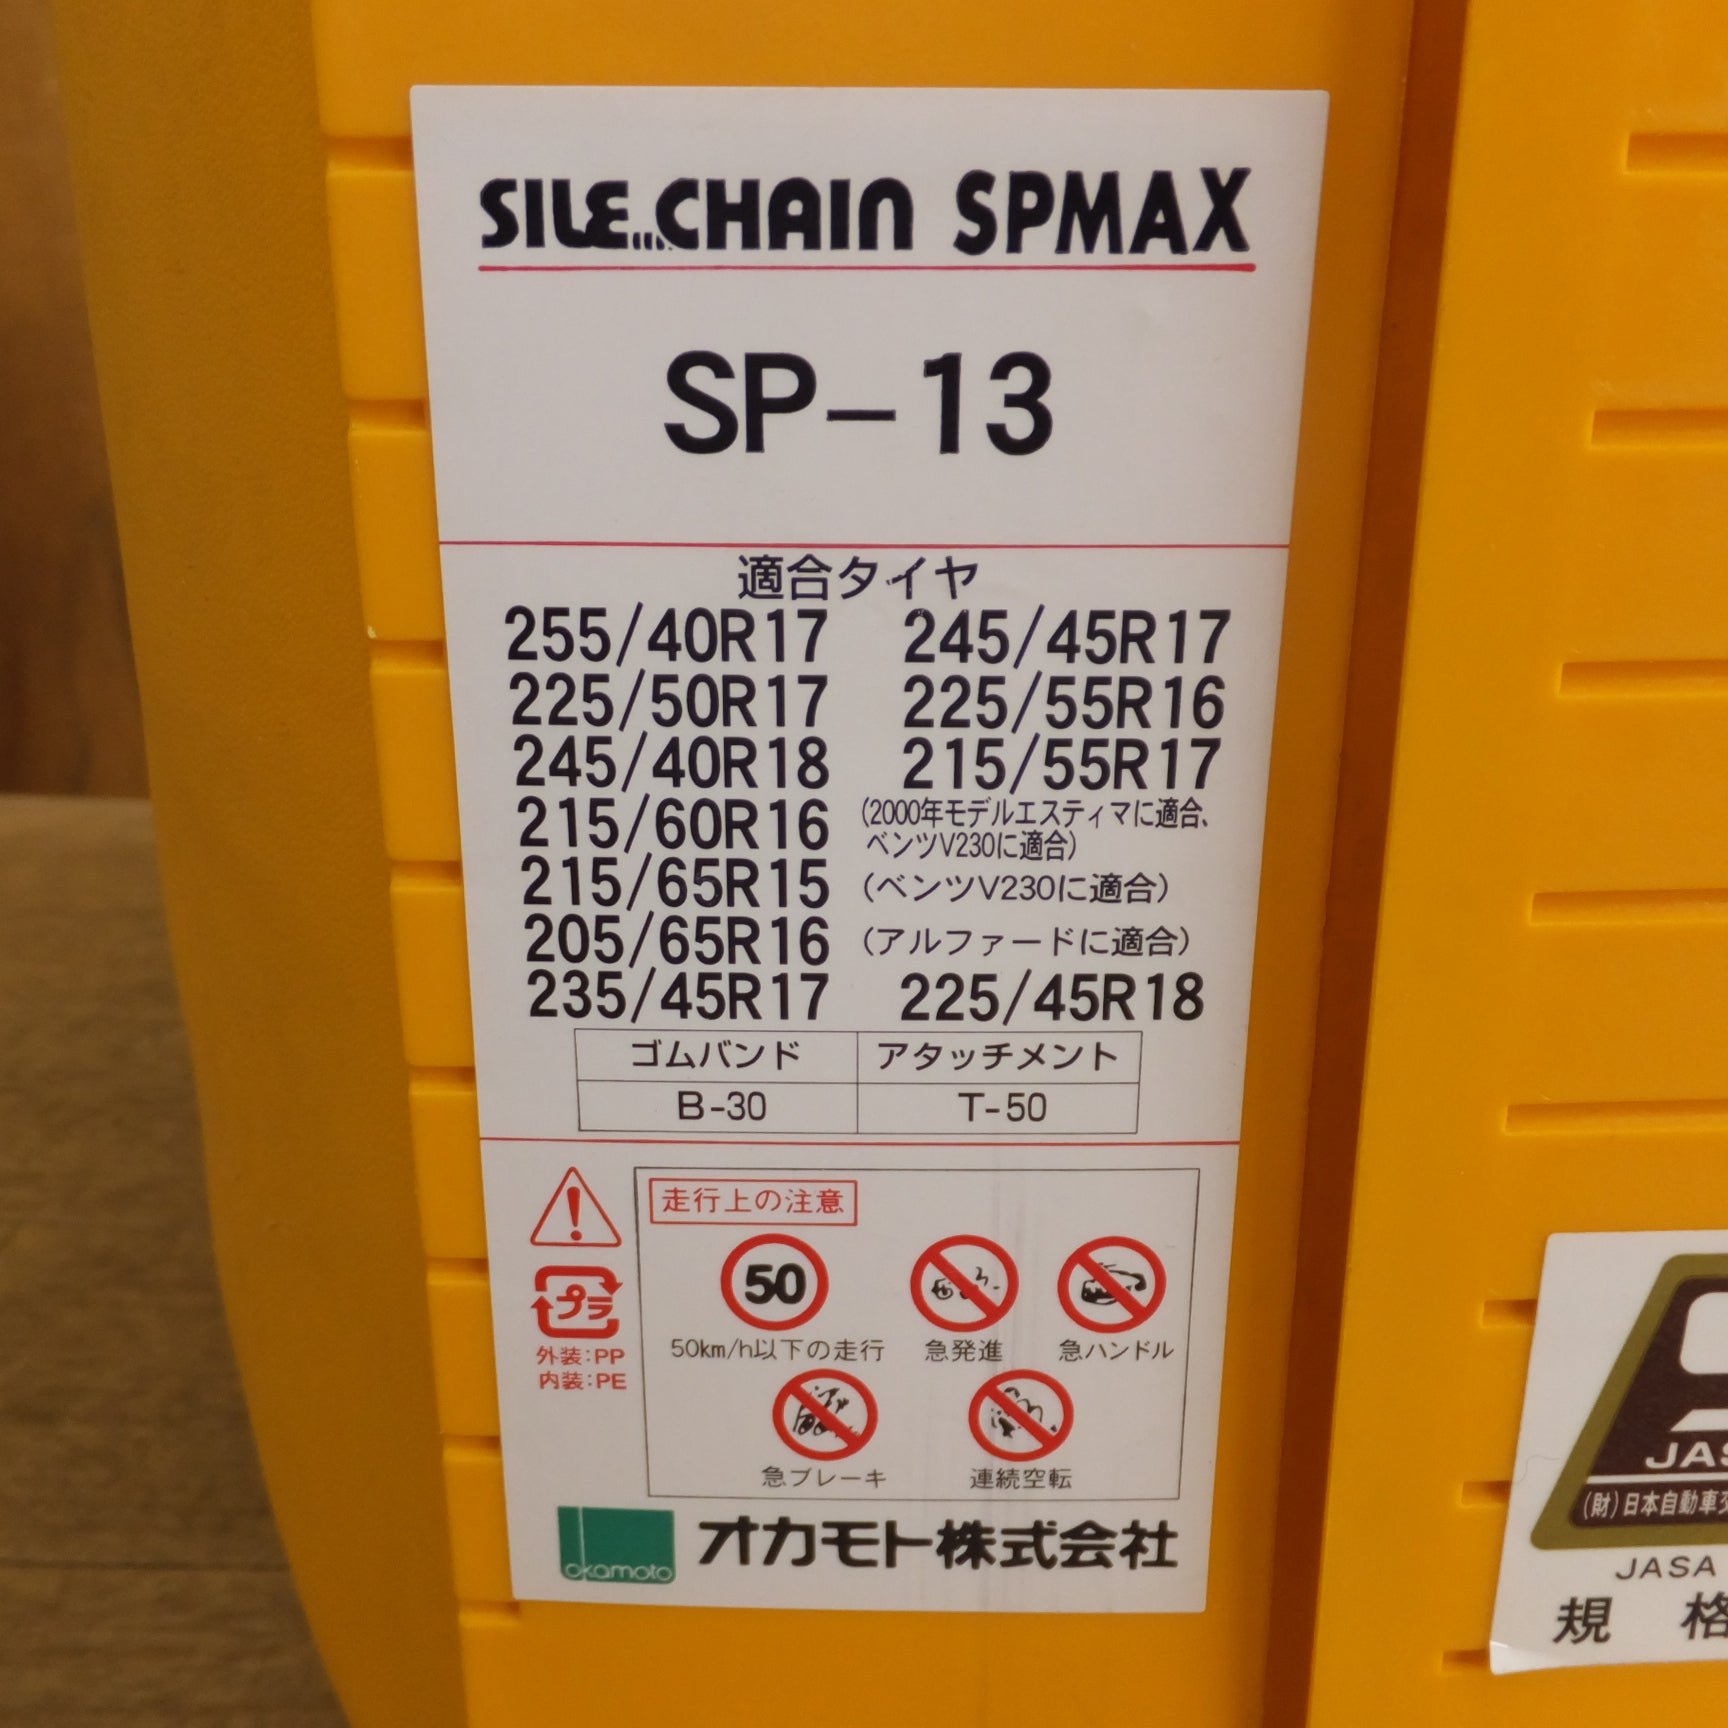 SILE...CHAIN SPMAX
SP-13
適合タイヤ
255/40R17 245/45R17
225/50R17 225/55R16
245/40R18 215/55R17
215/60R16 (2000年モデルエスティマに適合、
ベンツV230に適合)
215/65R15 (ベンツV230に適合)
205/65R16 (アルファードに適合)
235/45R17 225/45R18
ゴムバンド アタッチメント
B-30 T-50
走行上の注意
プラ
外装:PP
内装:PE
50
50km/h以下の走行 急発進 急ハンドル
急ブレーキ 連続空転
okamoto オカモト株式会社
JAS
(財)日本自動車交
JASA
規 格